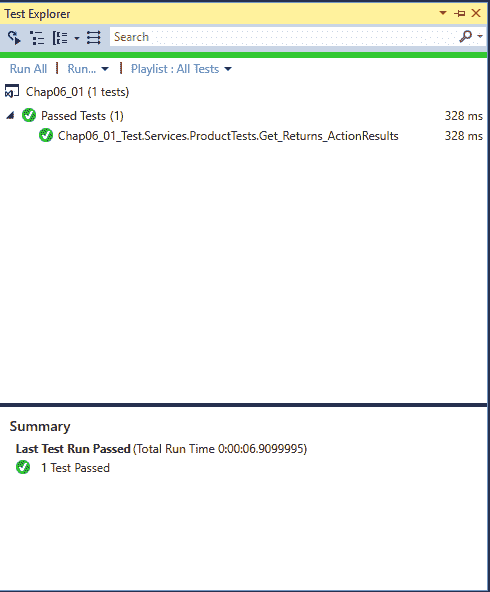 Test Explorer
Search
Run All | Run... Playlist : All Tests
Chap06_01 (1 tests)
Passed Tests (1) 328 ms
Chap06_01_Test.Services.ProductTests.Get_Returns_ActionResults 328 ms
Summary
Last Test Run Passed (Total Run Time 0:00:06.9099995)
1 Test Passed